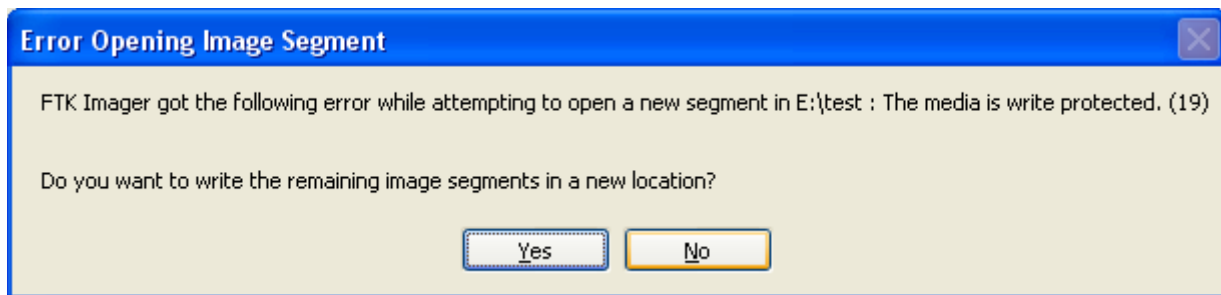 Error Opening Image Segment
FTK Imager got the following error while attempting to open a new segment in E:\test : The media is write protected. (19)
Do you want to write the remaining image segments in a new location?
Yes
No